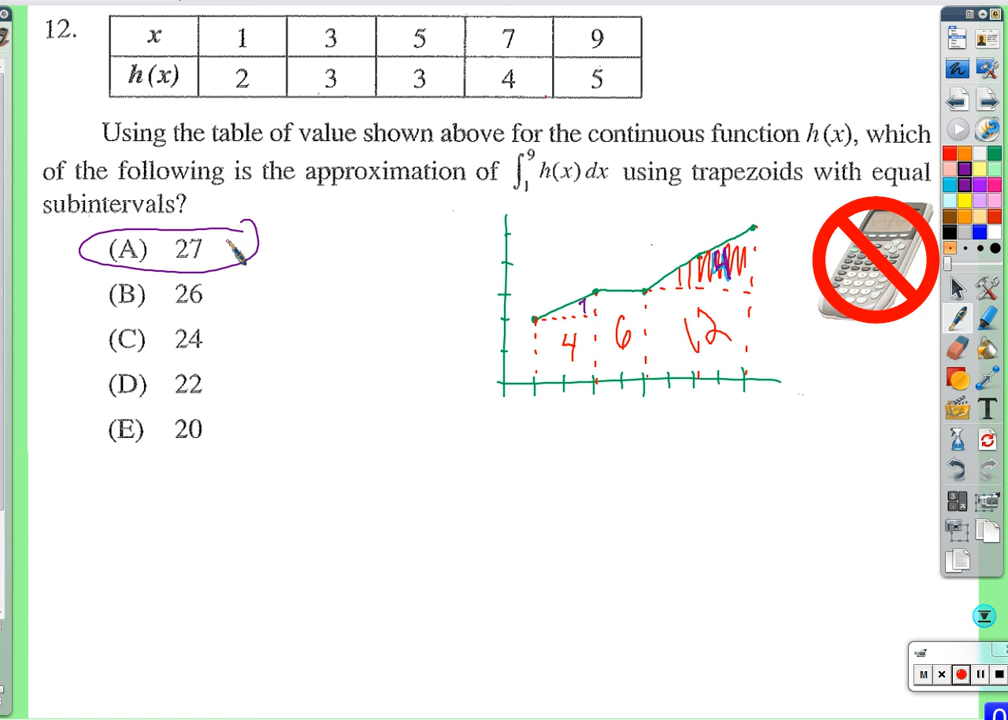 12. x 1 3 5 7 9
h(x) 2 3 3 4 5
Using the table of value shown above for the continuous function h(x), which
of the following is the approximation of ∫₁⁹ h(x) dx using trapezoids with equal
subintervals?
(A) 27
(B) 26
(C) 24
(D) 22
(E) 20
1 4
4 6 12
T
M